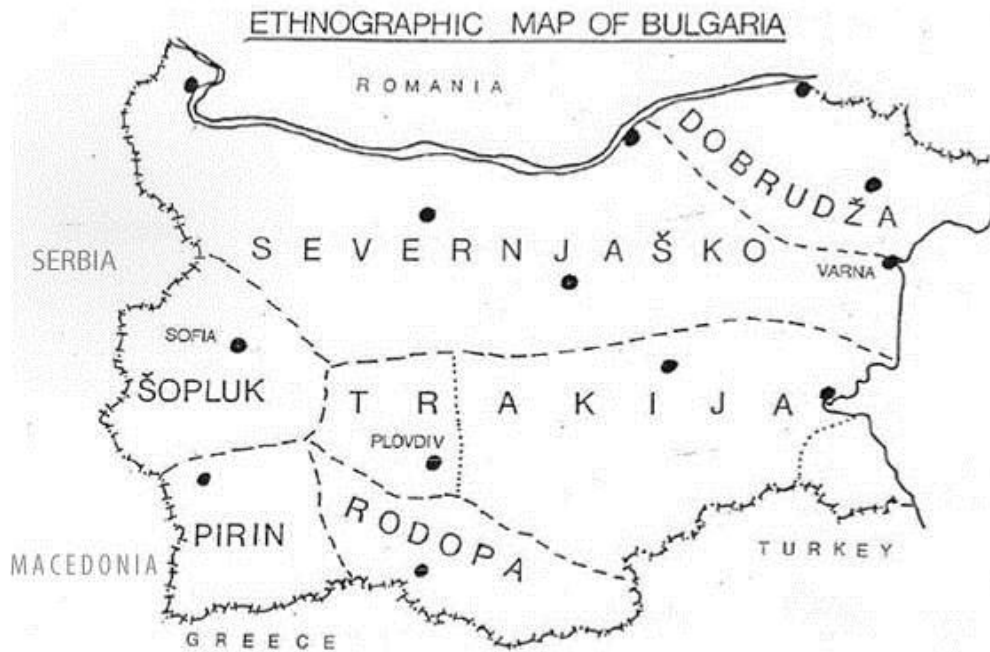 ETHNOGRAPHIC MAP OF BULGARIA
ROMANIA
DOBRUDŽA
SEVERNJAŠKO
SERBIA
VARNA
SOFIA
ŠOPLUK
TRAKIJA
PLOVDIV
RODOPA
PIRIN
MACEDONIA
TURKEY
GREECE